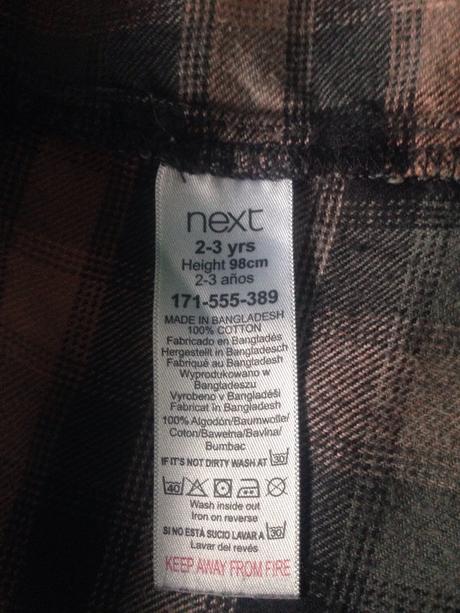 next
2-3 yrs
Height 98cm
2-3 años
171-555-389
MADE IN BANGLADESH
100% COTTON
Fabricado en Bangladés
Hergestellt in Bangladesch
Fabriqué au Bangladesh
Wyprodukowano w
Bangladeszu
Vyrobeno v Bangladéši
Fabricat în Bangladesh
100% Algodón/Baumwolle/
Coton/Bawełna/Bavlna/
Bumbac
IF IT'S NOT DIRTY WASH AT 30°
40°
Wash inside out
Iron on reverse
SI NO ESTÁ SUCIO LAVAR A 30°
Lavar del revés
KEEP AWAY FROM FIRE